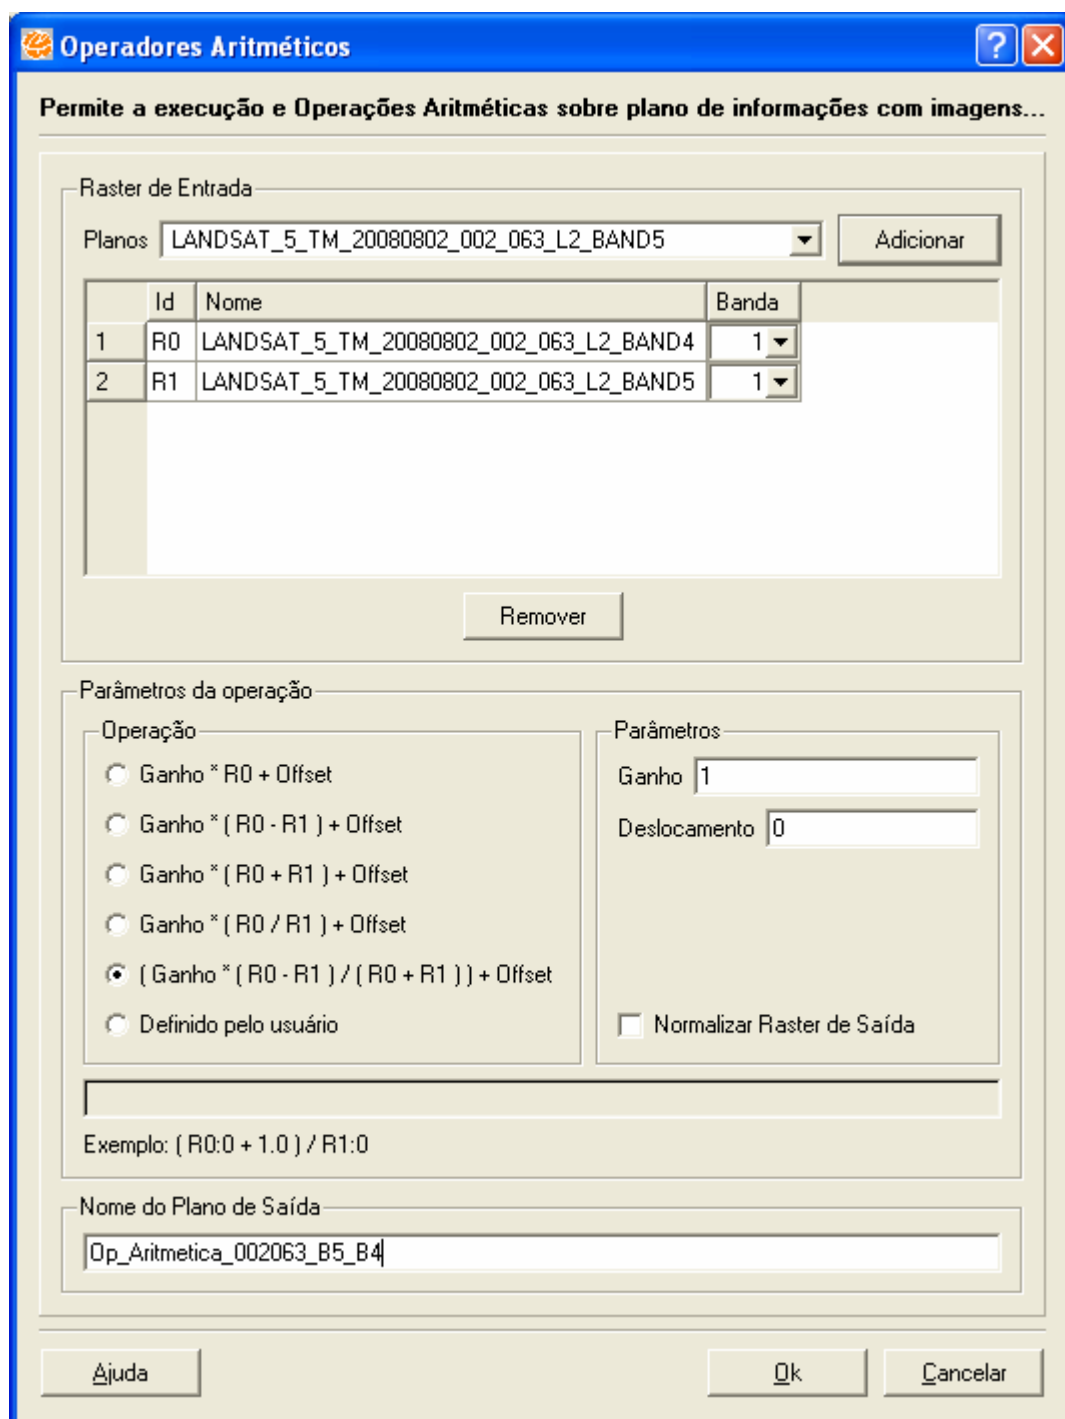 Operadores Aritméticos
Permite a execução e Operações Aritméticas sobre plano de informações com imagens...
Raster de Entrada
Planos LANDSAT_5_TM_20080802_002_063_L2_BAND5 Adicionar
Id Nome Banda
1 R0 LANDSAT_5_TM_20080802_002_063_L2_BAND4 1
2 R1 LANDSAT_5_TM_20080802_002_063_L2_BAND5 1
Remover
Parâmetros da operação
Operação
Ganho * R0 + Offset
Ganho * ( R0 - R1 ) + Offset
Ganho * ( R0 + R1 ) + Offset
Ganho * ( R0 / R1 ) + Offset
( Ganho * ( R0 - R1 ) / ( R0 + R1 ) ) + Offset
Definido pelo usuário
Parâmetros
Ganho 1
Deslocamento 0
Normalizar Raster de Saída
Exemplo: ( R0:0 + 1.0 ) / R1:0
Nome do Plano de Saída
Op_Aritmetica_002063_B5_B4
Ajuda Ok Cancelar